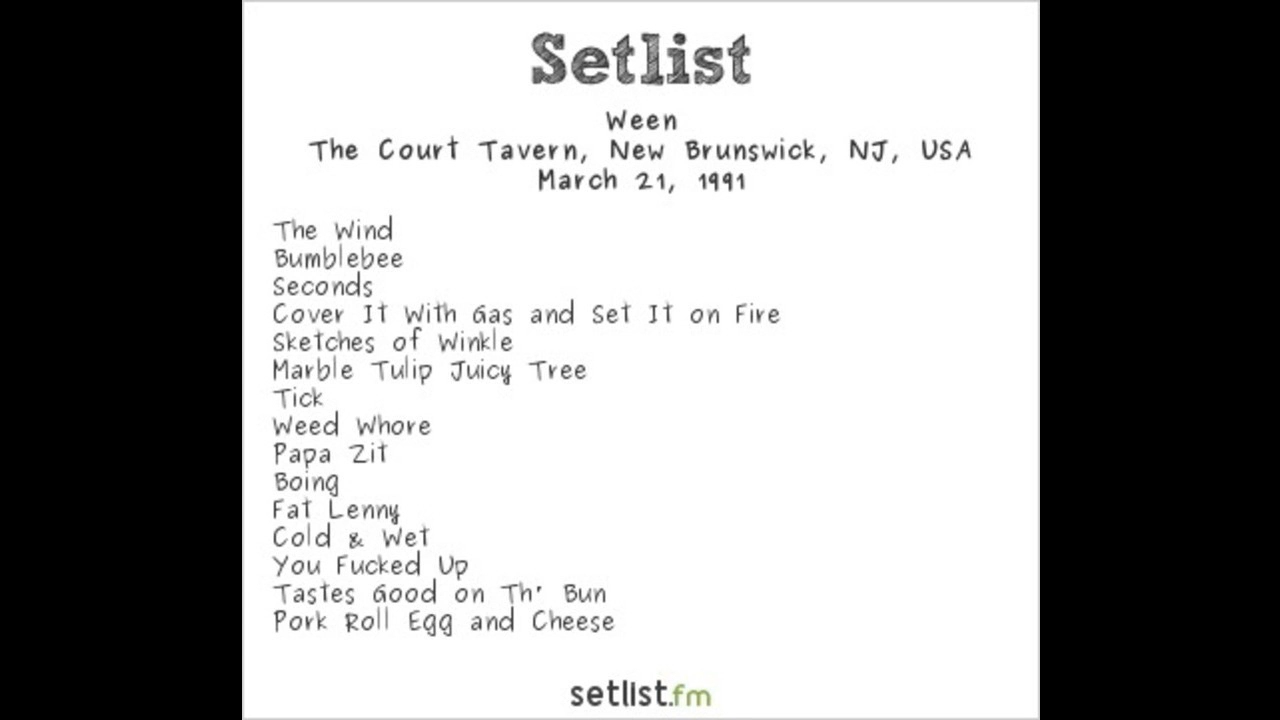 Setlist
Ween
The Court Tavern, New Brunswick, NJ, USA
March 21, 1991
The Wind
Bumblebee
Seconds
Cover It With Gas and Set It on Fire
Sketches of Winkle
Marble Tulip Juicy Tree
Tick
Weed Whore
Papa Zit
Boing
Fat Lenny
Cold & Wet
You Fucked Up
Tastes Good on Th' Bun
Pork Roll Egg and Cheese
setlist.fm